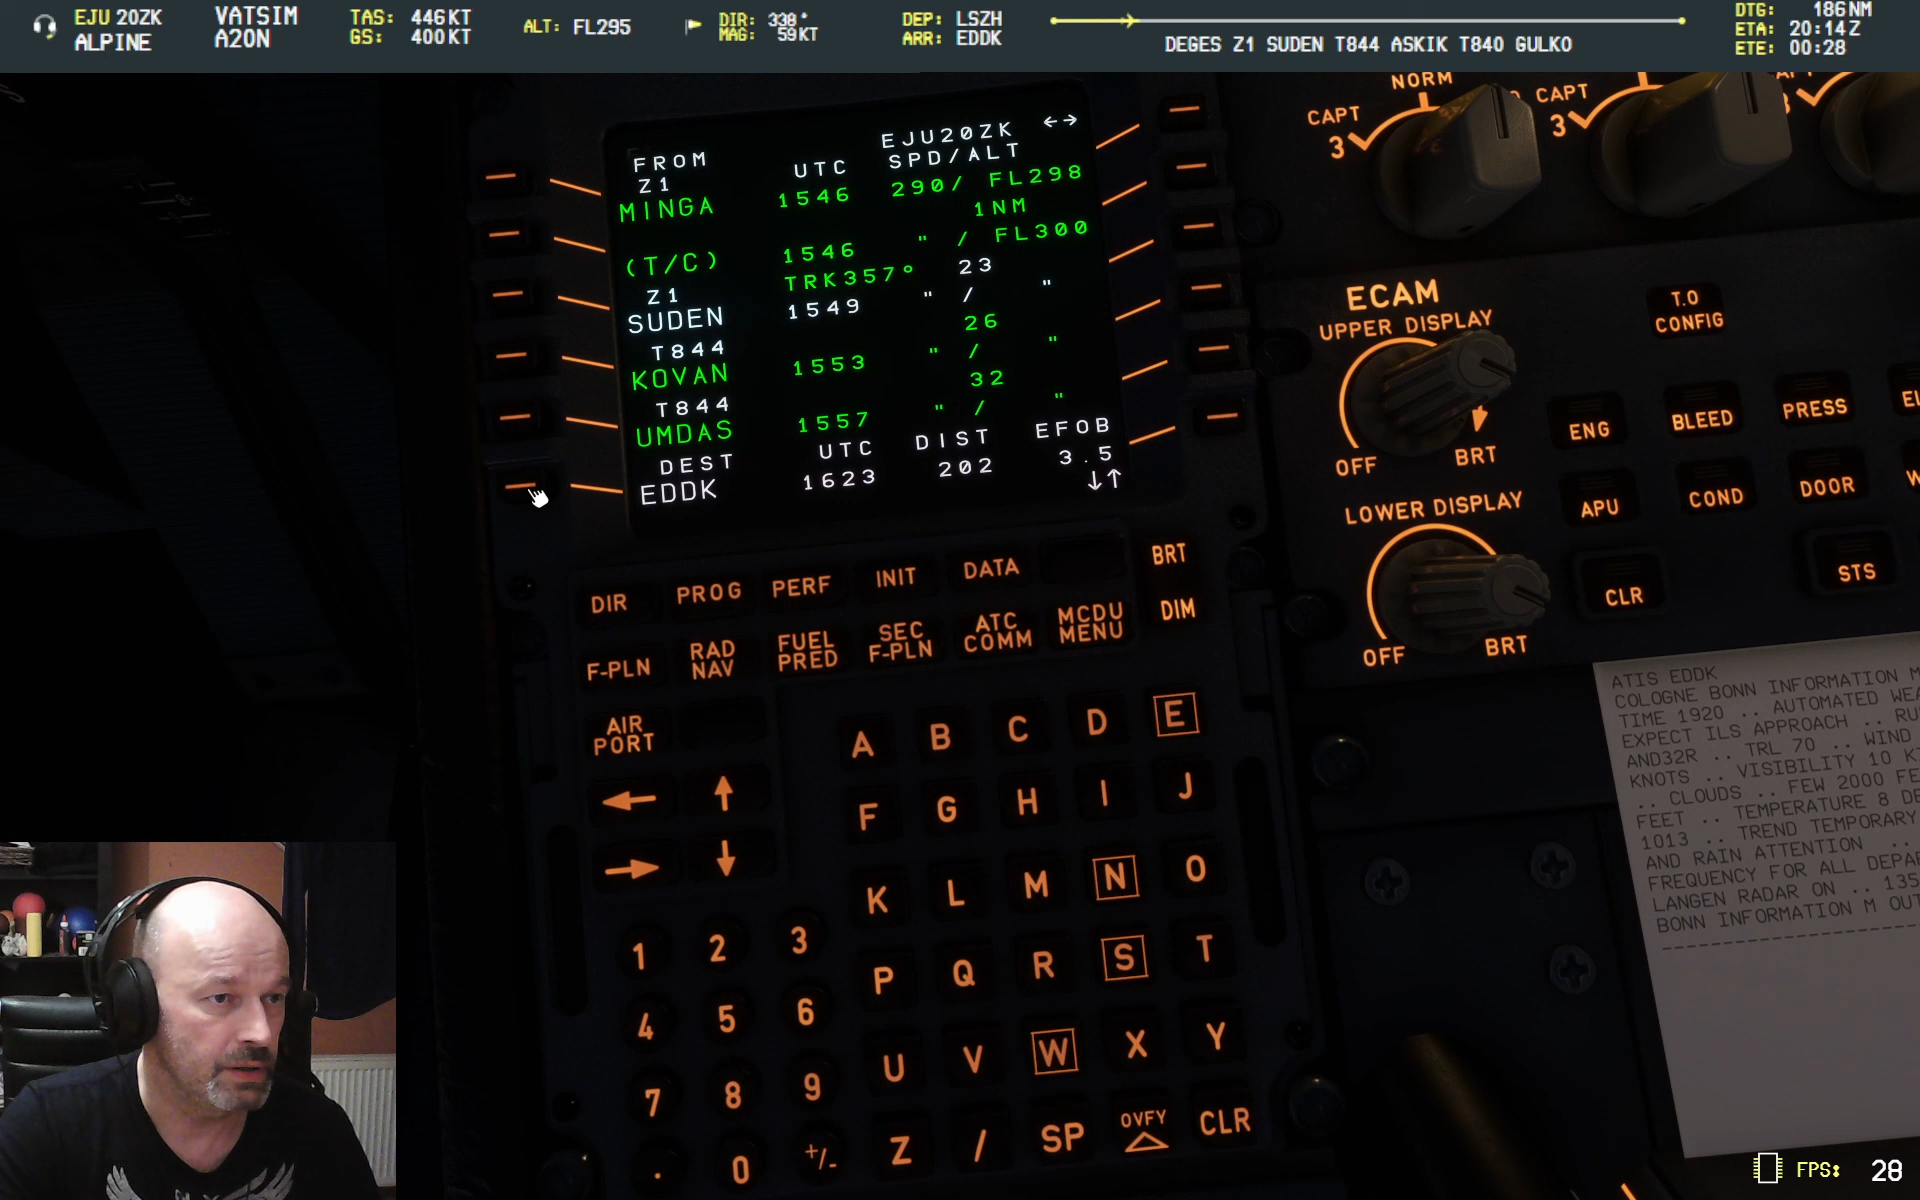 EJU 20ZK
ALPINE
VATSIM
A20N
TAS: 446KT
GS: 400KT
ALT: FL295
DIR: 338°
MAG: 59KT
DEP: LSZH
ARR: EDDK
DEGES Z1 SUDEN T844 ASKIK T840 GULKO
DTG: 186NM
ETA: 20:14Z
ETE: 00:28
EJU20ZK ←→
FROM UTC SPD/ALT
Z1
MINGA 1546 290/ FL298
1NM
(T/C) 1546 " / FL300
Z1 TRK357° 23
SUDEN 1549 " / "
T844 26
KOVAN 1553 " / "
T844 32
UMDAS 1557 " / "
DEST UTC DIST EFOB
EDDK 1623 202 3.5
↓↑
DIR PROG PERF INIT DATA BRT
F-PLN RAD NAV FUEL PRED SEC F-PLN ATC COMM MCDU MENU DIM
AIR PORT
← ↑
→ ↓
A B C D E
F G H I J
K L M N O
P Q R S T
U V W X Y
Z / SP OVFY CLR
1 2 3
4 5 6
7 8 9
. 0 +/-
NORM
CAPT 3
CAPT 3
3
ECAM
UPPER DISPLAY
OFF BRT
LOWER DISPLAY
OFF BRT
T.O CONFIG
ENG BLEED PRESS
APU COND DOOR
CLR STS
ATIS EDDK
COLOGNE BONN INFORMATION M
TIME 1920 .. AUTOMATED WEA
EXPECT ILS APPROACH .. RU
AND32R .. TRL 70 .. WIND
KNOTS .. VISIBILITY 10 K
.. CLOUDS .. FEW 2000 FE
FEET .. TEMPERATURE 8 DE
1013 .. TREND TEMPORARY
AND RAIN ATTENTION ..
FREQUENCY FOR ALL DEPA
LANGEN RADAR ON .. 135
BONN INFORMATION M OUT
FPS: 28